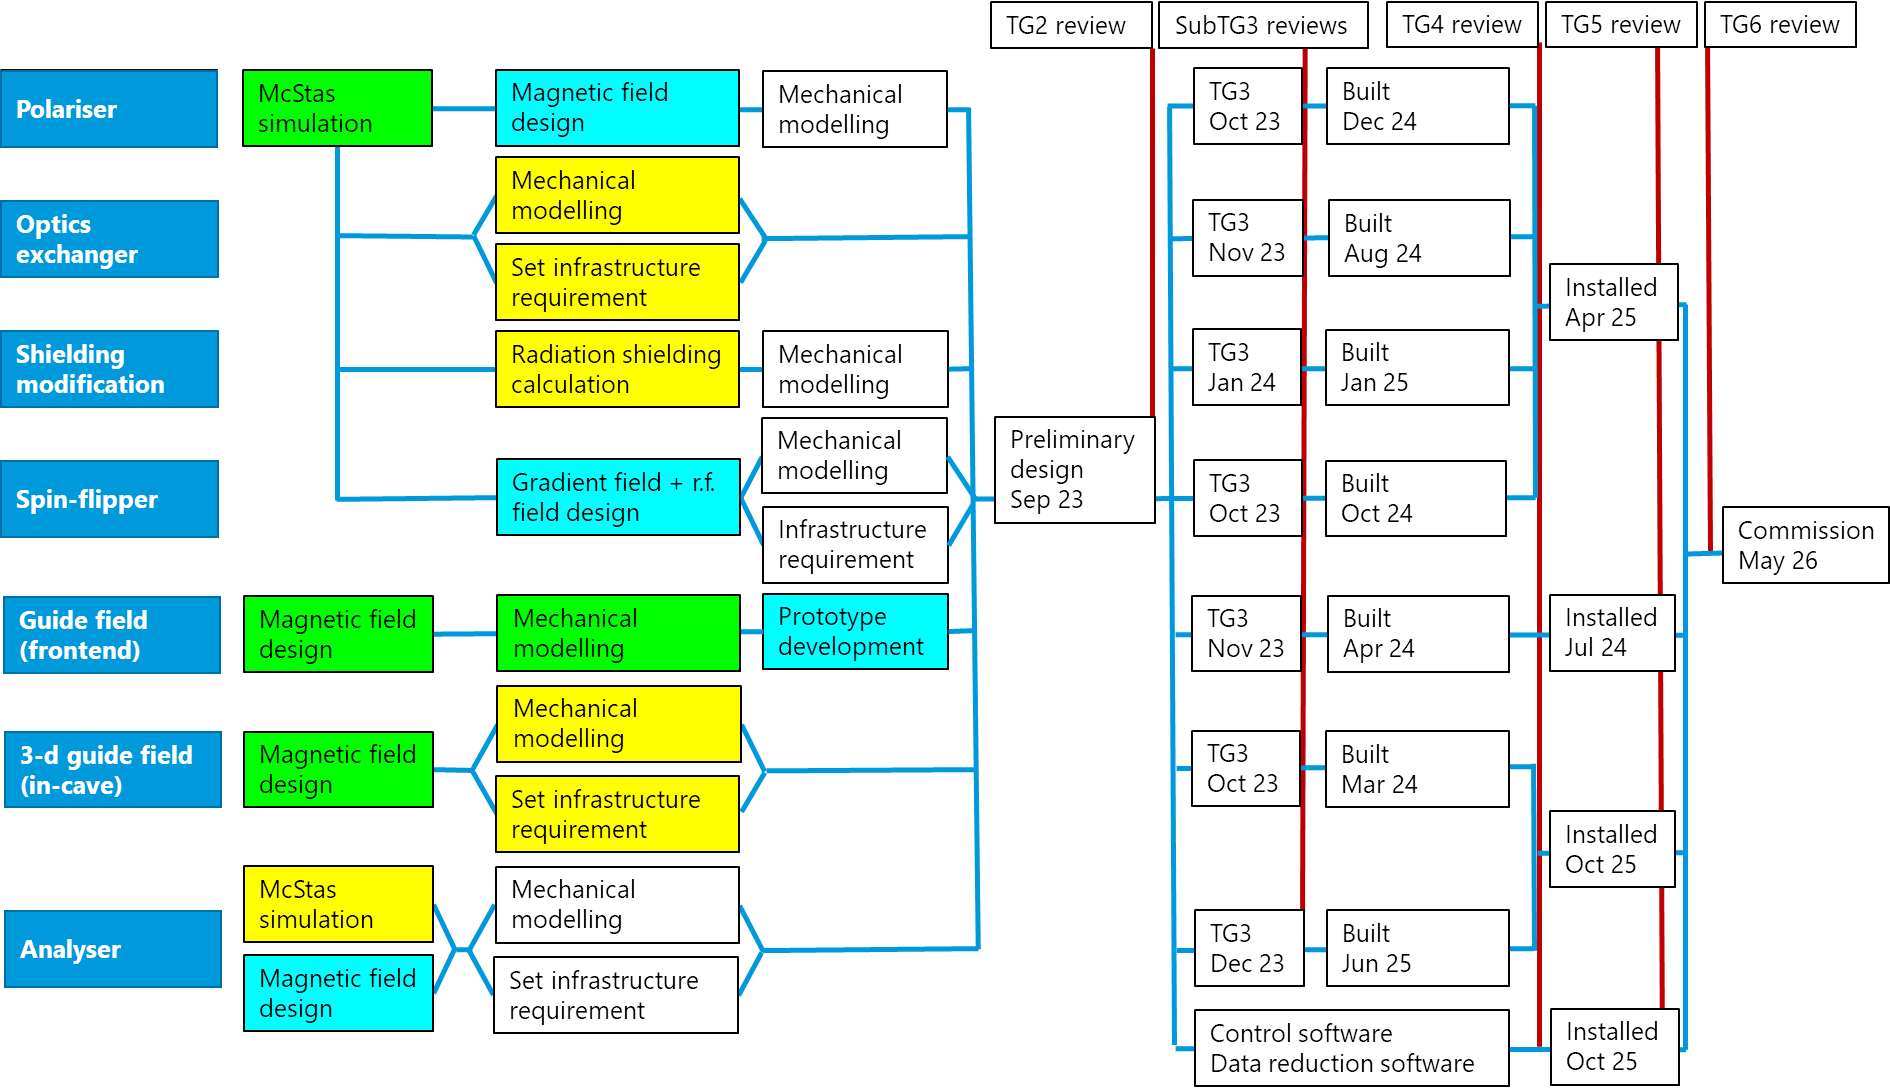 TG2 review
SubTG3 reviews
TG4 review
TG5 review
TG6 review
Polariser
McStas
simulation
Magnetic field
design
Mechanical
modelling
TG3
Oct 23
Built
Dec 24
Optics
exchanger
Mechanical
modelling
Set infrastructure
requirement
TG3
Nov 23
Built
Aug 24
Installed
Apr 25
Shielding
modification
Radiation shielding
calculation
Mechanical
modelling
TG3
Jan 24
Built
Jan 25
Spin-flipper
Gradient field + r.f.
field design
Mechanical
modelling
Infrastructure
requirement
Preliminary
design
Sep 23
TG3
Oct 23
Built
Oct 24
Commission
May 26
Guide field
(frontend)
Magnetic field
design
Mechanical
modelling
Prototype
development
TG3
Nov 23
Built
Apr 24
Installed
Jul 24
3-d guide field
(in-cave)
Magnetic field
design
Mechanical
modelling
Set infrastructure
requirement
TG3
Oct 23
Built
Mar 24
Installed
Oct 25
Analyser
McStas
simulation
Magnetic field
design
Mechanical
modelling
Set infrastructure
requirement
TG3
Dec 23
Built
Jun 25
Control software
Data reduction software
Installed
Oct 25